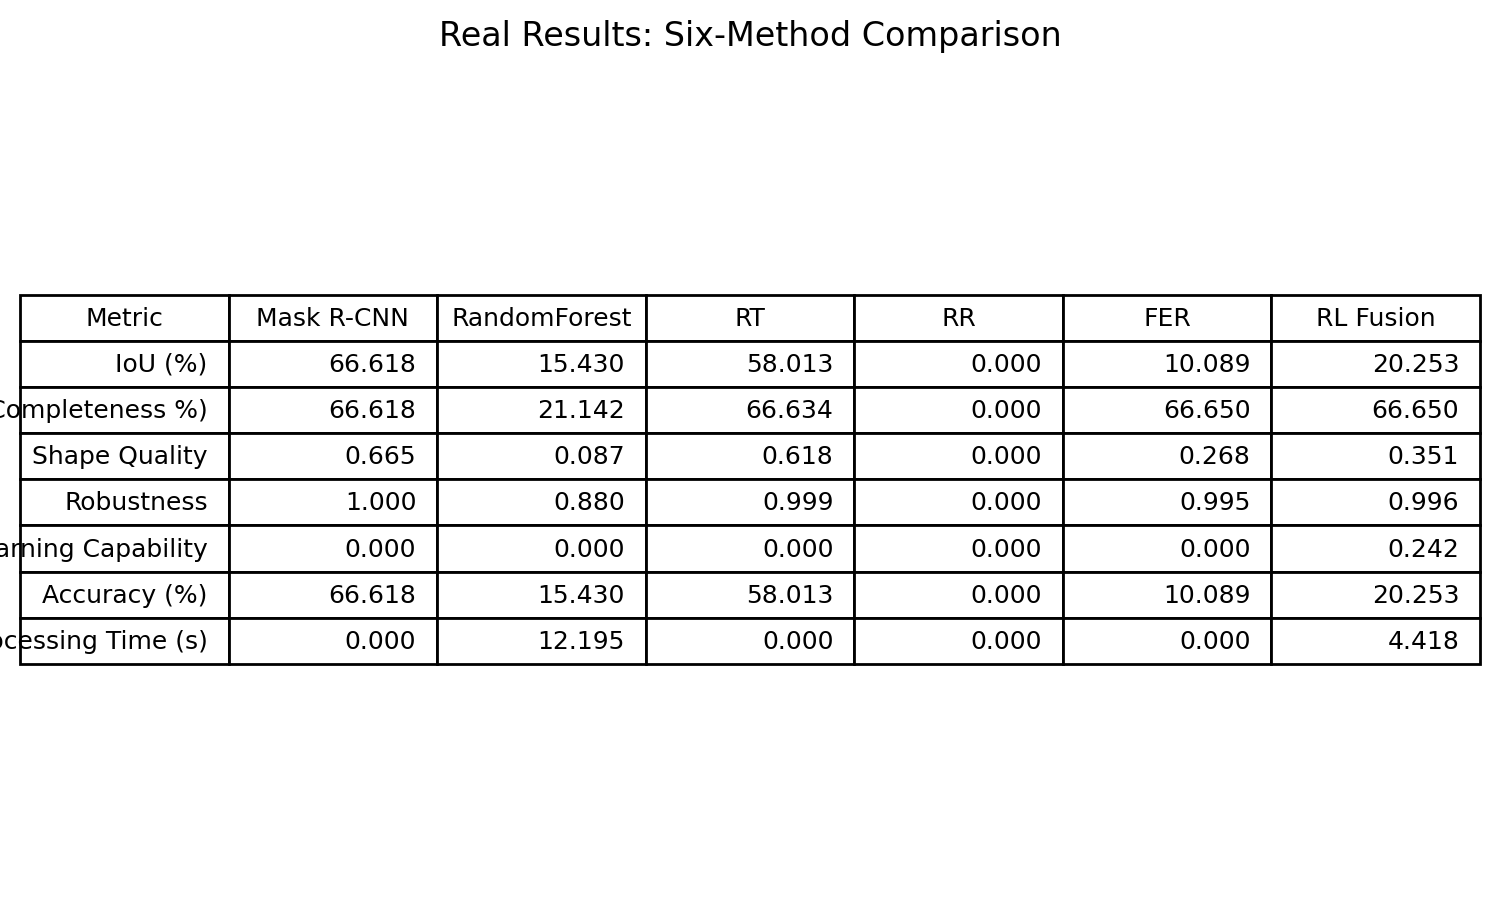 Real Results: Six-Method Comparison
Metric Mask R-CNN RandomForest RT RR FER RL Fusion
IoU (%) 66.618 15.430 58.013 0.000 10.089 20.253
Completeness %) 66.618 21.142 66.634 0.000 66.650 66.650
Shape Quality 0.665 0.087 0.618 0.000 0.268 0.351
Robustness 1.000 0.880 0.999 0.000 0.995 0.996
arning Capability 0.000 0.000 0.000 0.000 0.000 0.242
Accuracy (%) 66.618 15.430 58.013 0.000 10.089 20.253
ocessing Time (s) 0.000 12.195 0.000 0.000 0.000 4.418